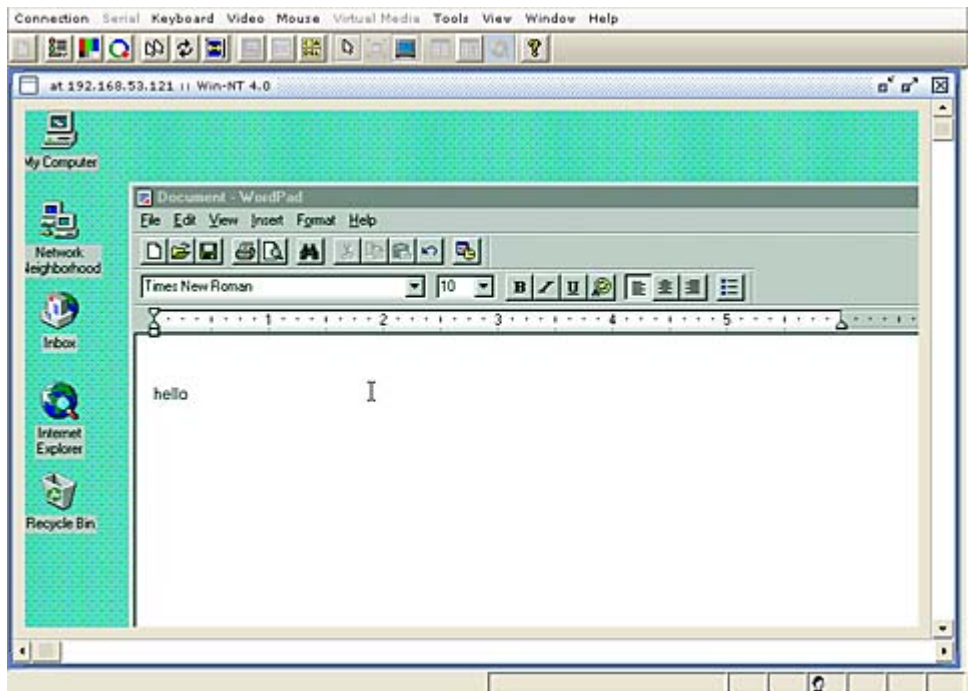 Connection Serial Keyboard Video Mouse Virtual Media Tools View Window Help
at 192.168.53.121 :: Win-NT 4.0
My Computer
Document - WordPad
File Edit View Insert Format Help
Network
Neighborhood
Times New Roman 10 B I U
1 2 3 4 5
Inbox
hello
Internet
Explorer
Recycle Bin